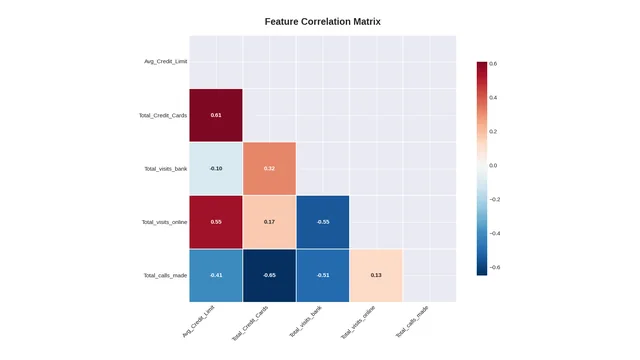 Feature Correlation Matrix
Avg_Credit_Limit
Total_Credit_Cards
0.61
Total_visits_bank
-0.10
0.32
Total_visits_online
0.55
0.17
-0.55
Total_calls_made
-0.41
-0.65
-0.51
0.13
Avg_Credit_Limit
Total_Credit_Cards
Total_visits_bank
Total_visits_online
Total_calls_made
0.6
0.4
0.2
0.0
−0.2
−0.4
−0.6